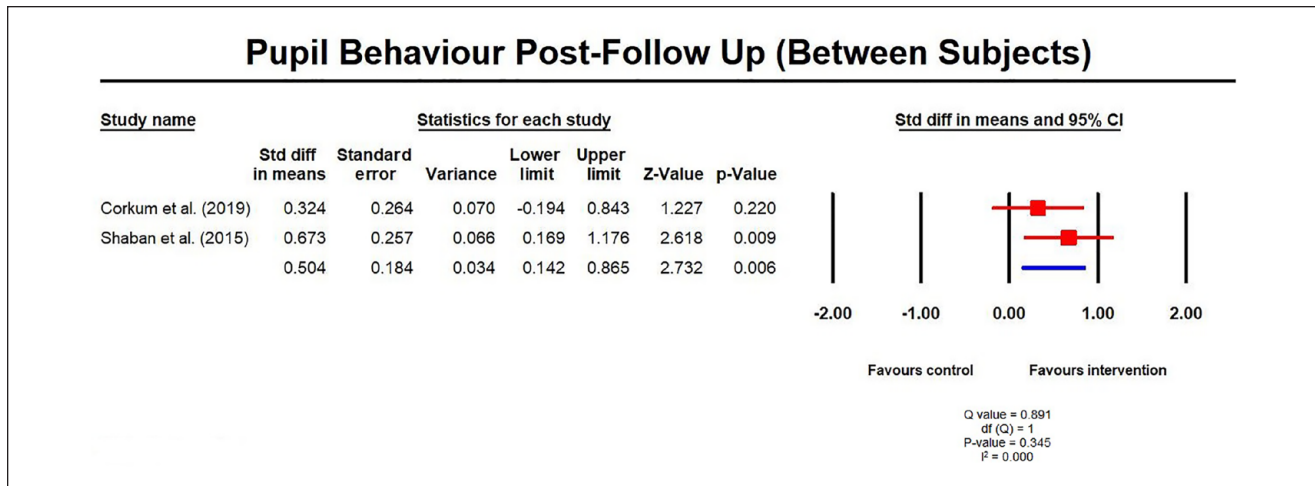 Pupil Behaviour Post-Follow Up (Between Subjects)
Study name Statistics for each study Std diff in means and 95% CI
Std diff Standard Lower Upper
in means error Variance limit limit Z-Value p-Value
Corkum et al. (2019) 0.324 0.264 0.070 -0.194 0.843 1.227 0.220
Shaban et al. (2015) 0.673 0.257 0.066 0.169 1.176 2.618 0.009
0.504 0.184 0.034 0.142 0.865 2.732 0.006
-2.00 -1.00 0.00 1.00 2.00
Favours control Favours intervention
Q value = 0.891
df (Q) = 1
P-value = 0.345
I² = 0.000